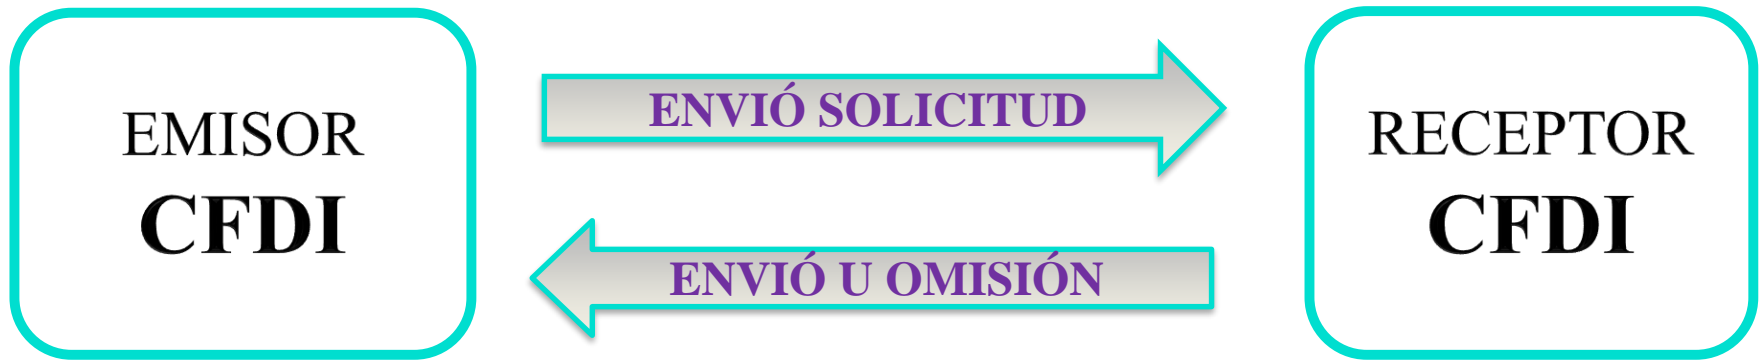 EMISOR
CFDI
ENVIÓ SOLICITUD
ENVIÓ U OMISIÓN
RECEPTOR
CFDI